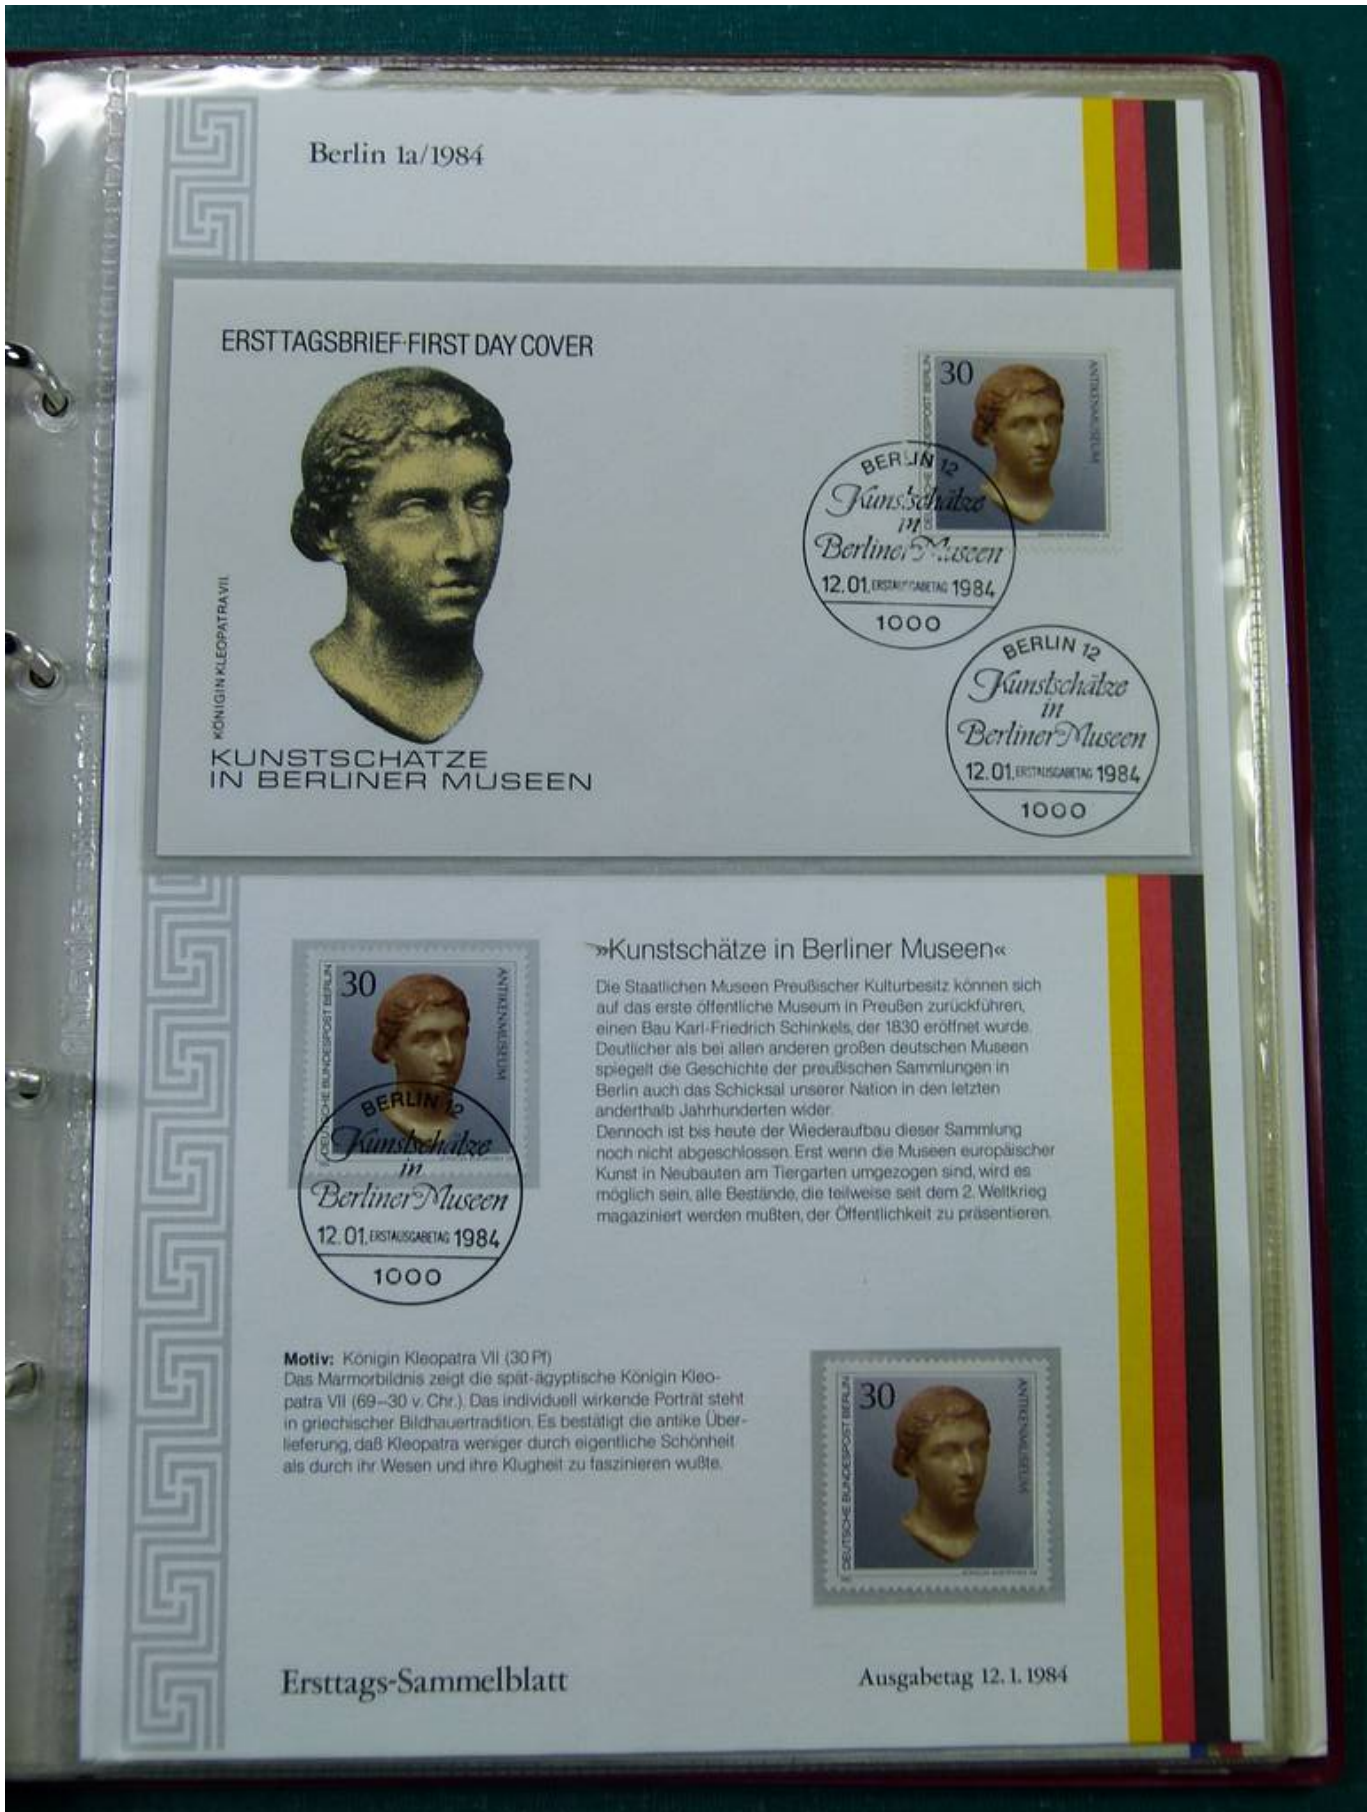 Berlin 1a/1984
ERSTTAGSBRIEF·FIRST DAY COVER
KÖNIGIN KLEOPATRA VII.
KUNSTSCHÄTZE
IN BERLINER MUSEEN
30
DEUTSCHE BUNDESPOST BERLIN
ANTIKENMUSEUM
BERLIN 12
Kunstschätze
in
Berliner Museen
12.01. ERSTAUSGABETAG 1984
1000
BERLIN 12
Kunstschätze
in
Berliner Museen
12.01. ERSTAUSGABETAG 1984
1000
30
DEUTSCHE BUNDESPOST BERLIN
ANTIKENMUSEUM
BERLIN 12
Kunstschätze
in
Berliner Museen
12.01. ERSTAUSGABETAG 1984
1000
»Kunstschätze in Berliner Museen«
Die Staatlichen Museen Preußischer Kulturbesitz können sich
auf das erste öffentliche Museum in Preußen zurückführen,
einen Bau Karl-Friedrich Schinkels, der 1830 eröffnet wurde.
Deutlicher als bei allen anderen großen deutschen Museen
spiegelt die Geschichte der preußischen Sammlungen in
Berlin auch das Schicksal unserer Nation in den letzten
anderthalb Jahrhunderten wider.
Dennoch ist bis heute der Wiederaufbau dieser Sammlung
noch nicht abgeschlossen. Erst wenn die Museen europäischer
Kunst in Neubauten am Tiergarten umgezogen sind, wird es
möglich sein, alle Bestände, die teilweise seit dem 2. Weltkrieg
magaziniert werden mußten, der Öffentlichkeit zu präsentieren.
Motiv: Königin Kleopatra VII (30 Pf)
Das Marmorbildnis zeigt die spät-ägyptische Königin Kleo-
patra VII (69–30 v. Chr.). Das individuell wirkende Porträt steht
in griechischer Bildhauertradition. Es bestätigt die antike Über-
lieferung, daß Kleopatra weniger durch eigentliche Schönheit
als durch ihr Wesen und ihre Klugheit zu faszinieren wußte.
30
DEUTSCHE BUNDESPOST BERLIN
ANTIKENMUSEUM
Ersttags-Sammelblatt
Ausgabetag 12.1.1984